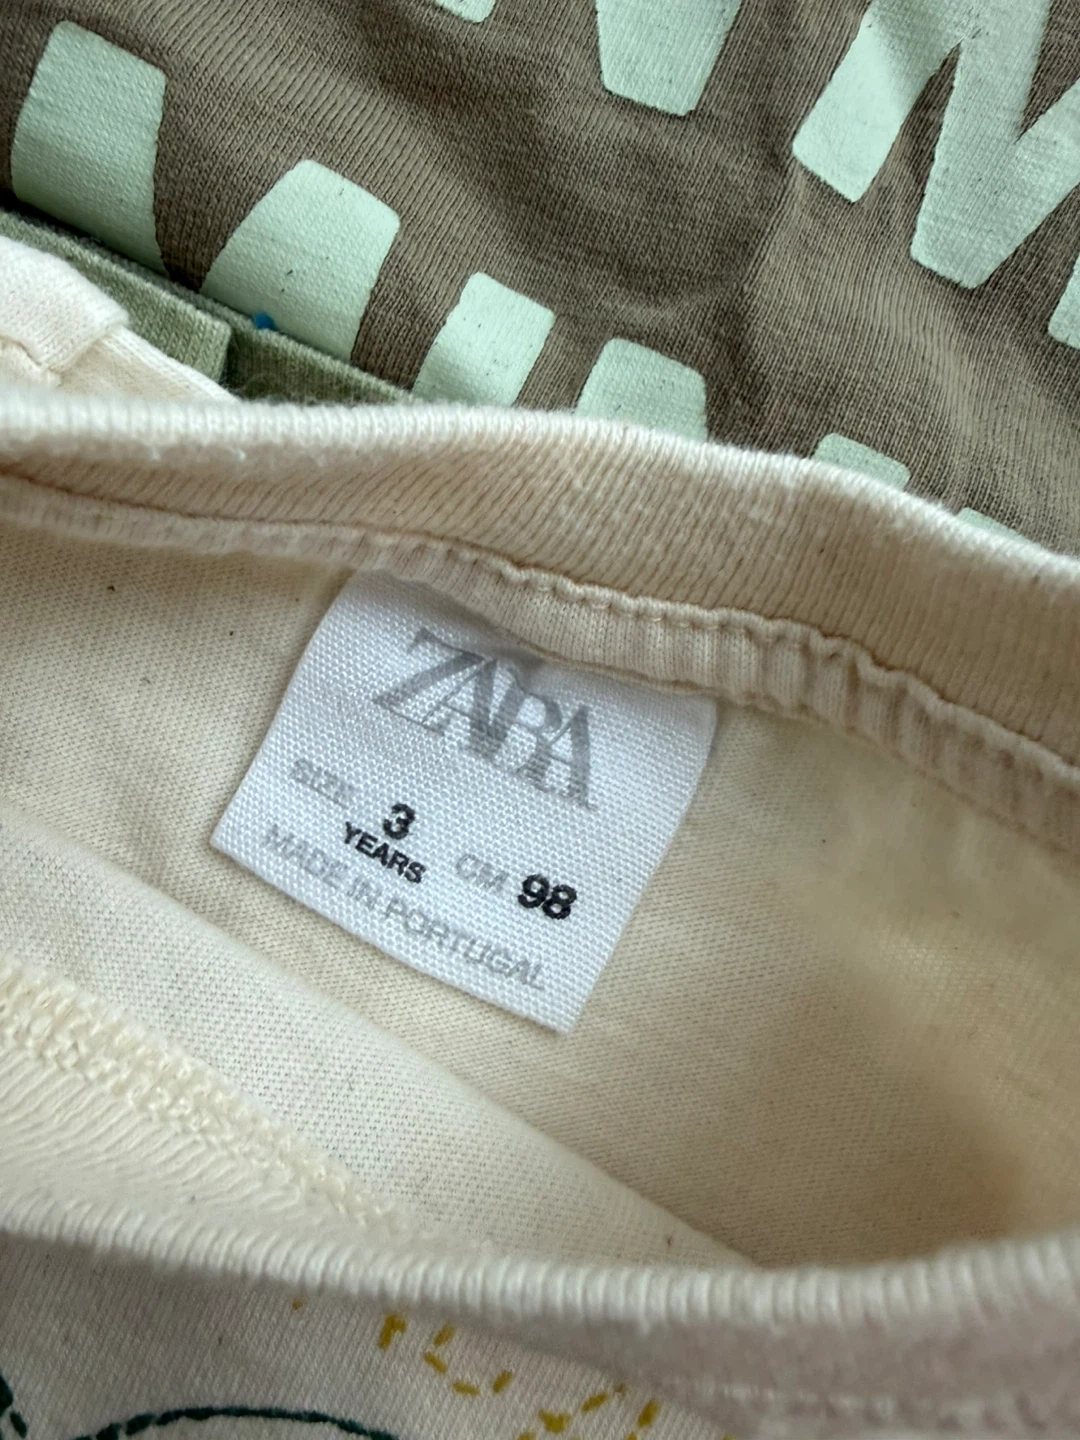 ZARA
SIZE 3 YEARS CM 98
MADE IN PORTUGAL